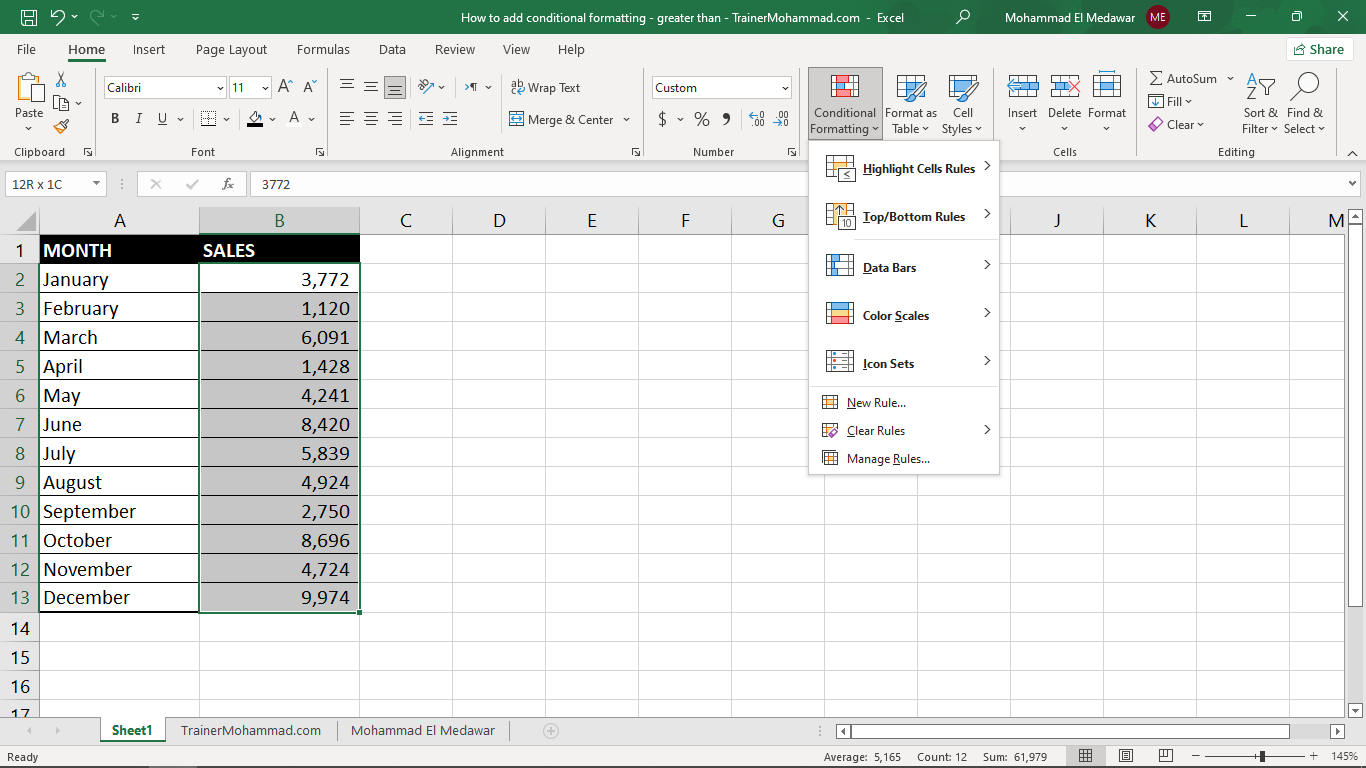 How to add conditional formatting - greater than - TrainerMohammad.com - Excel
Mohammad El Medawar
ME
File Home Insert Page Layout Formulas Data Review View Help
Share
Paste
Clipboard
Calibri 11 A A
B I U A
Font
ab Wrap Text
Merge & Center
Alignment
Custom
$ % 9 .00 .00
Number
Conditional Formatting
Format as Table
Cell Styles
Insert Delete Format
Cells
AutoSum
Fill
Clear
Sort & Filter
Find & Select
Editing
Highlight Cells Rules
Top/Bottom Rules
10
Data Bars
Color Scales
Icon Sets
New Rule...
Clear Rules
Manage Rules...
12R x 1C fx 3772
A B C D E F G J K L M
1 MONTH SALES
2 January 3,772
3 February 1,120
4 March 6,091
5 April 1,428
6 May 4,241
7 June 8,420
8 July 5,839
9 August 4,924
10 September 2,750
11 October 8,696
12 November 4,724
13 December 9,974
14
15
16
17
Sheet1 TrainerMohammad.com Mohammad El Medawar
Ready
Average: 5,165 Count: 12 Sum: 61,979
145%